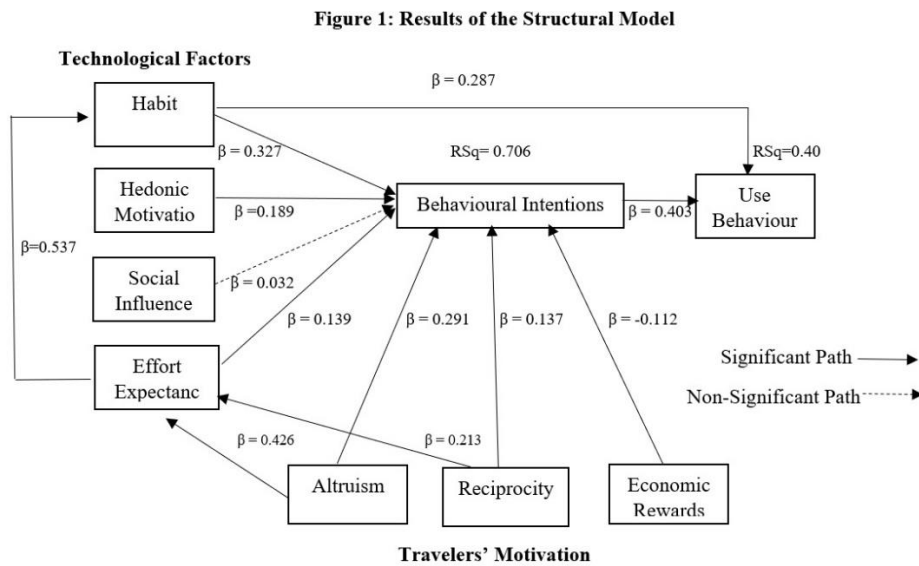 Figure 1: Results of the Structural Model
Technological Factors
β = 0.287
Habit
β = 0.327
RSq= 0.706
RSq=0.40
Hedonic
Motivatio
β = 0.189
Behavioural Intentions
β = 0.403
Use
Behaviour
β=0.537
Social
Influence
β = 0.032
β = 0.139
β = 0.291
β = 0.137
β = -0.112
Effort
Expectanc
Significant Path
Non-Significant Path
β = 0.426
β = 0.213
Altruism
Reciprocity
Economic
Rewards
Travelers’ Motivation